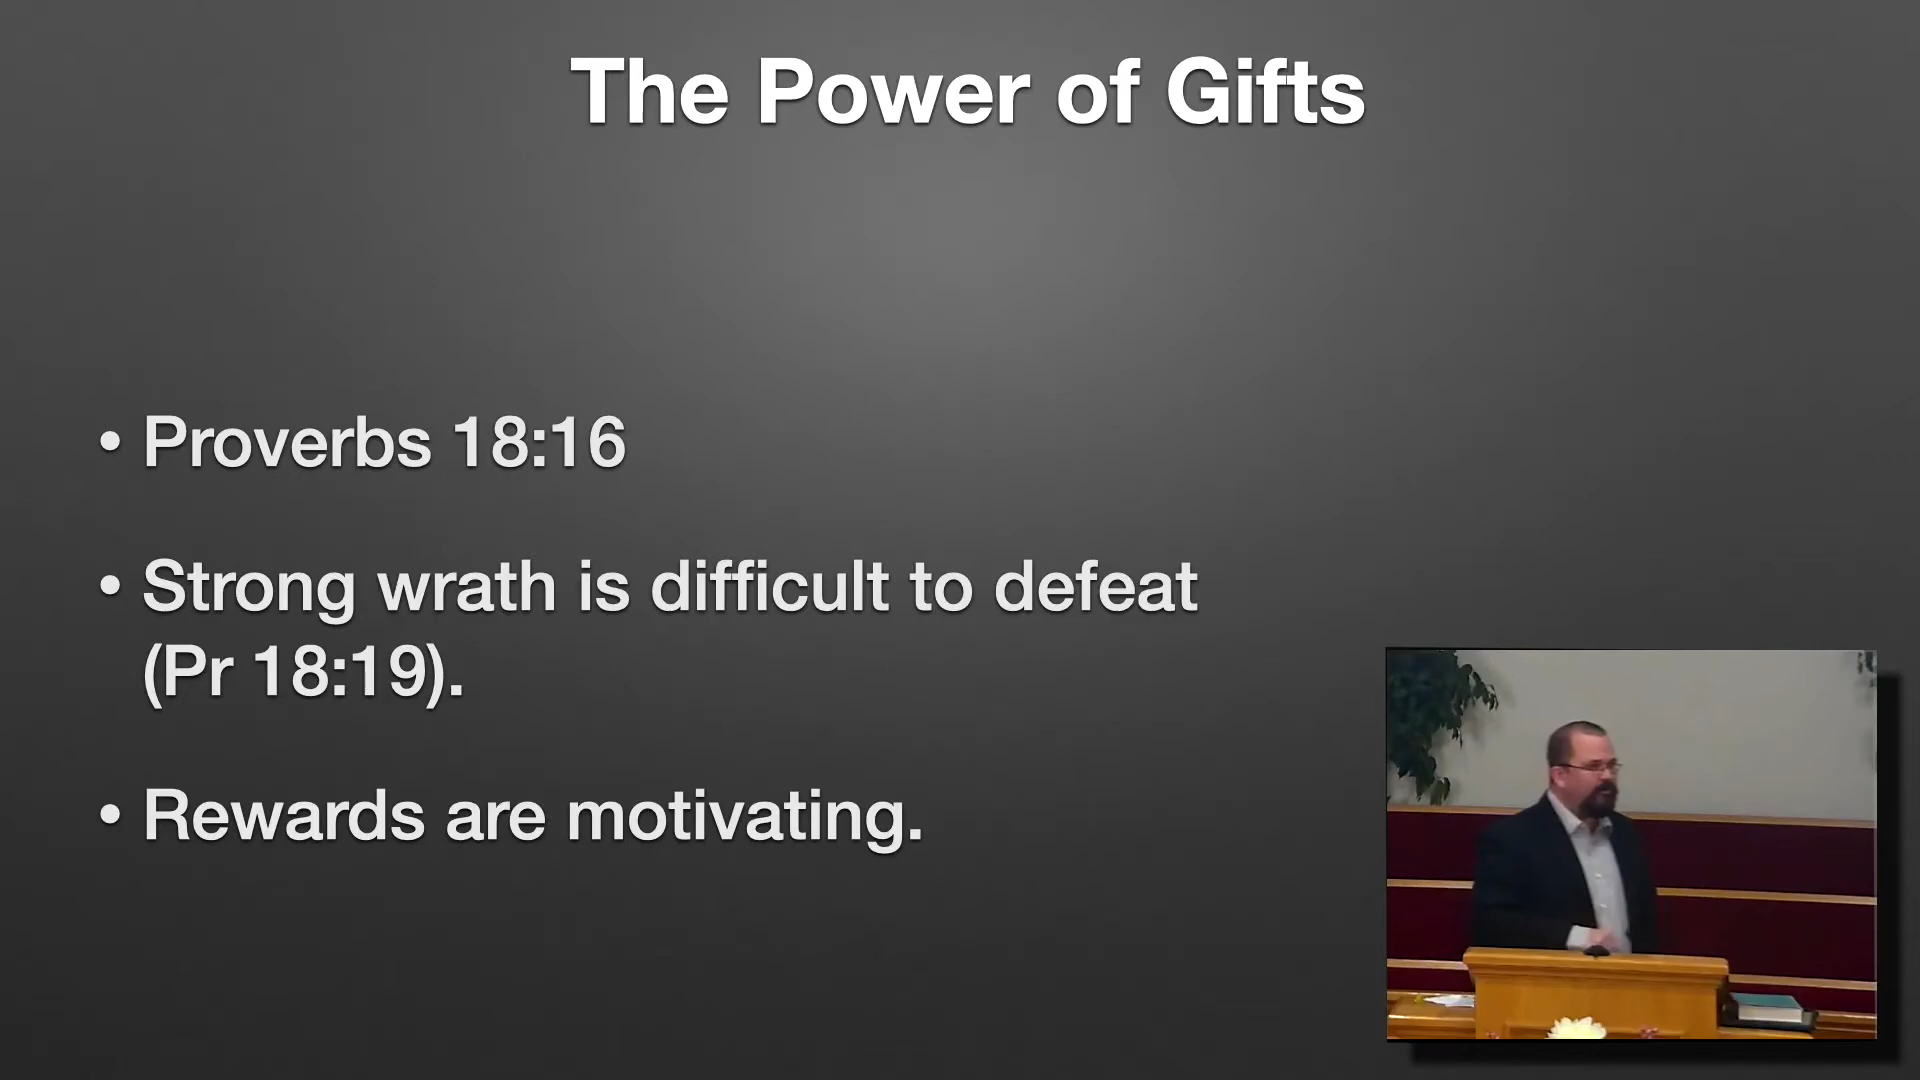 The Power of Gifts
• Proverbs 18:16
• Strong wrath is difficult to defeat
(Pr 18:19).
• Rewards are motivating.